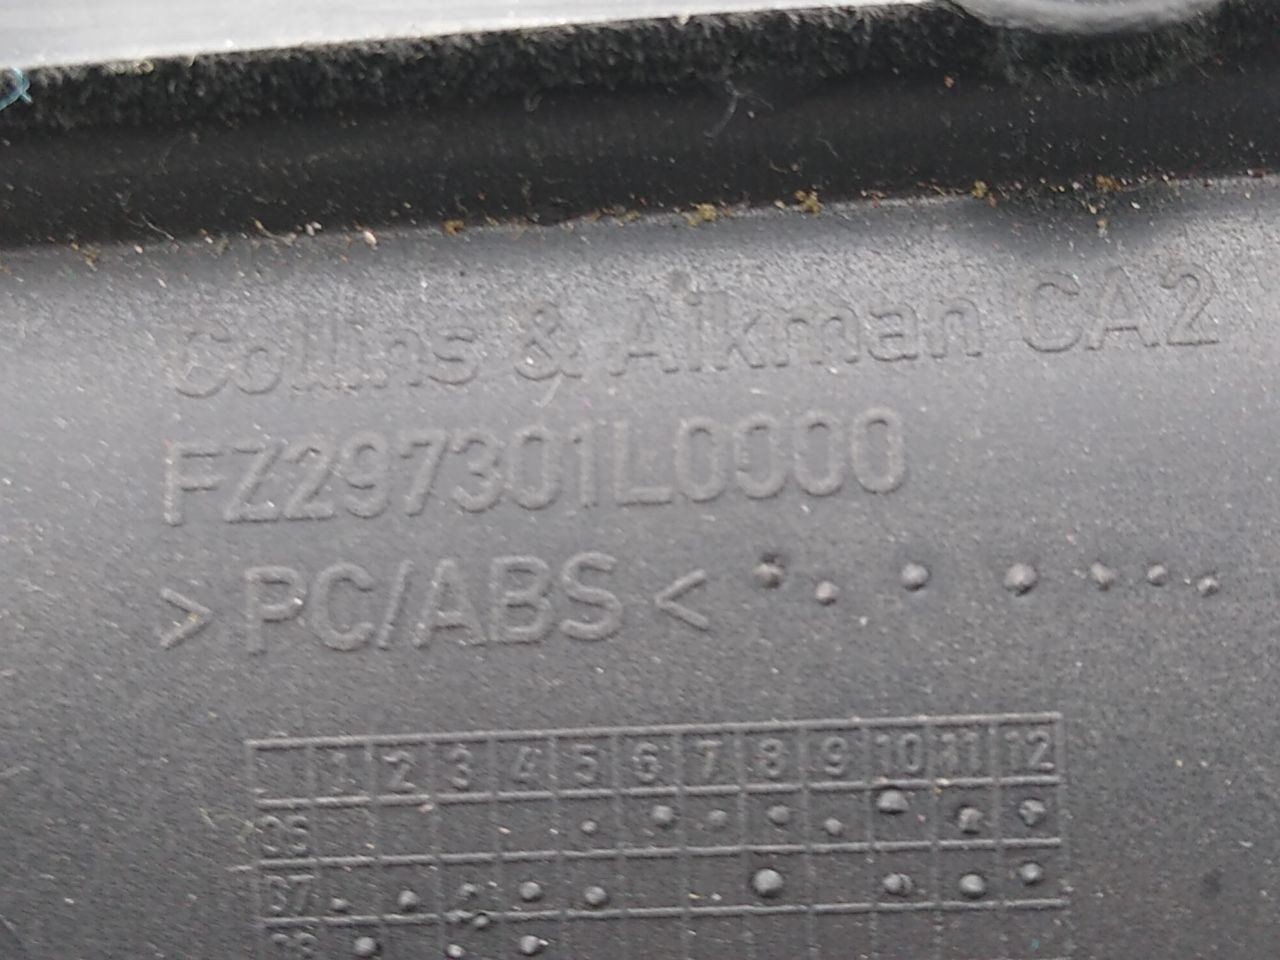 Collins & Aikman CA2
FZ297301L0000
>PC/ABS<
1 2 3 4 5 6 7 8 9 10 11 12
06
07
08